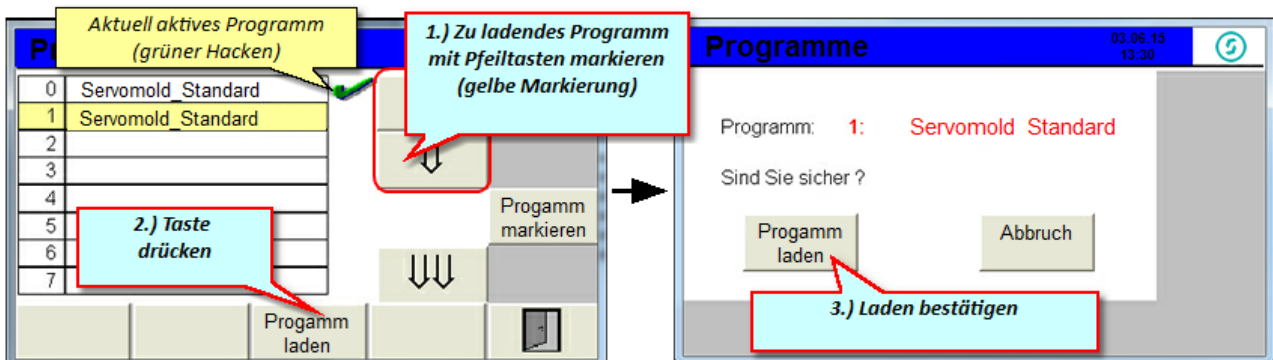 Aktuell aktives Programm
(grüner Hacken)
1.) Zu ladendes Programm
mit Pfeiltasten markieren
(gelbe Markierung)
0 Servomold_Standard
1 Servomold_Standard
2
3
4
5
6
7
2.) Taste
drücken
Progamm
markieren
Progamm
laden
Programme
03.06.15
13:30
Programm: 1: Servomold Standard
Sind Sie sicher ?
Progamm
laden
Abbruch
3.) Laden bestätigen